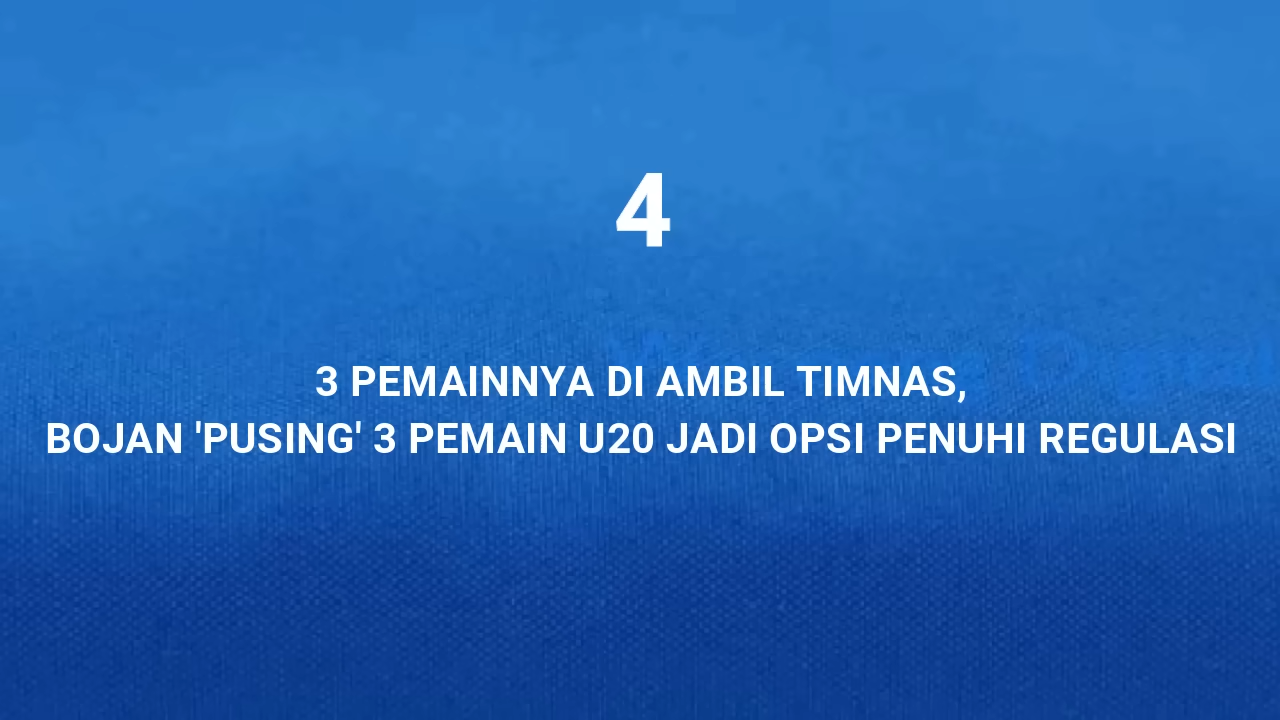 4
3 PEMAINNYA DI AMBIL TIMNAS,
BOJAN 'PUSING' 3 PEMAIN U20 JADI OPSI PENUHI REGULASI